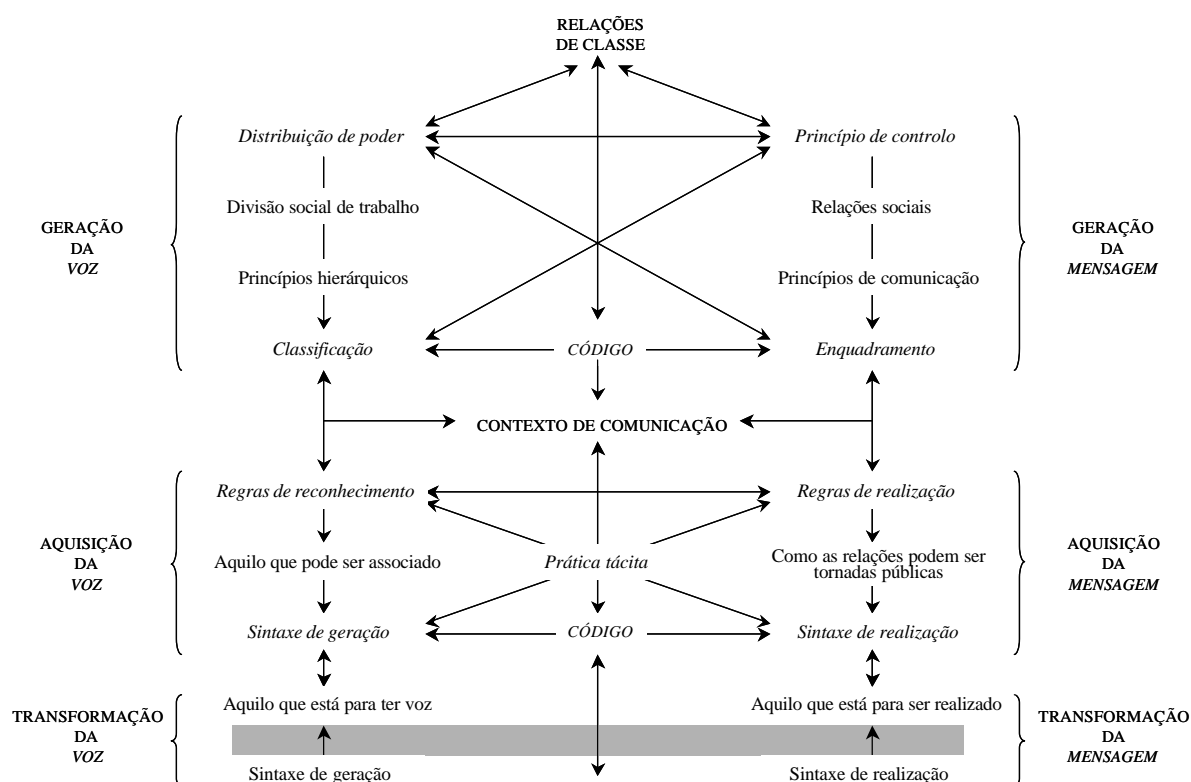 RELAÇÕES
DE CLASSE
Distribuição de poder
Princípio de controlo
Divisão social de trabalho
Relações sociais
GERAÇÃO
DA
VOZ
GERAÇÃO
DA
MENSAGEM
Princípios hierárquicos
Princípios de comunicação
Classificação
CÓDIGO
Enquadramento
CONTEXTO DE COMUNICAÇÃO
Regras de reconhecimento
Regras de realização
AQUISIÇÃO
DA
VOZ
Aquilo que pode ser associado
Prática tácita
Como as relações podem ser
tornadas públicas
AQUISIÇÃO
DA
MENSAGEM
Sintaxe de geração
CÓDIGO
Sintaxe de realização
Aquilo que está para ter voz
Aquilo que está para ser realizado
TRANSFORMAÇÃO
DA
VOZ
TRANSFORMAÇÃO
DA
MENSAGEM
Sintaxe de geração
Sintaxe de realização